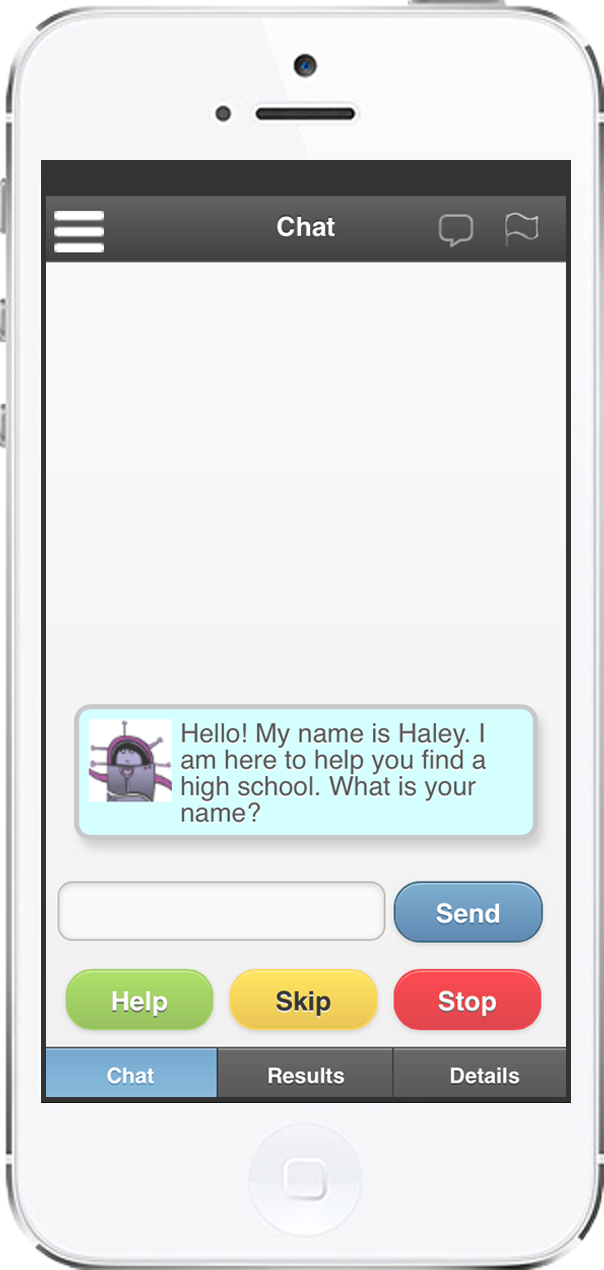 Chat
Hello! My name is Haley. I
am here to help you find a
high school. What is your
name?
Send
Help Skip Stop
Chat Results Details